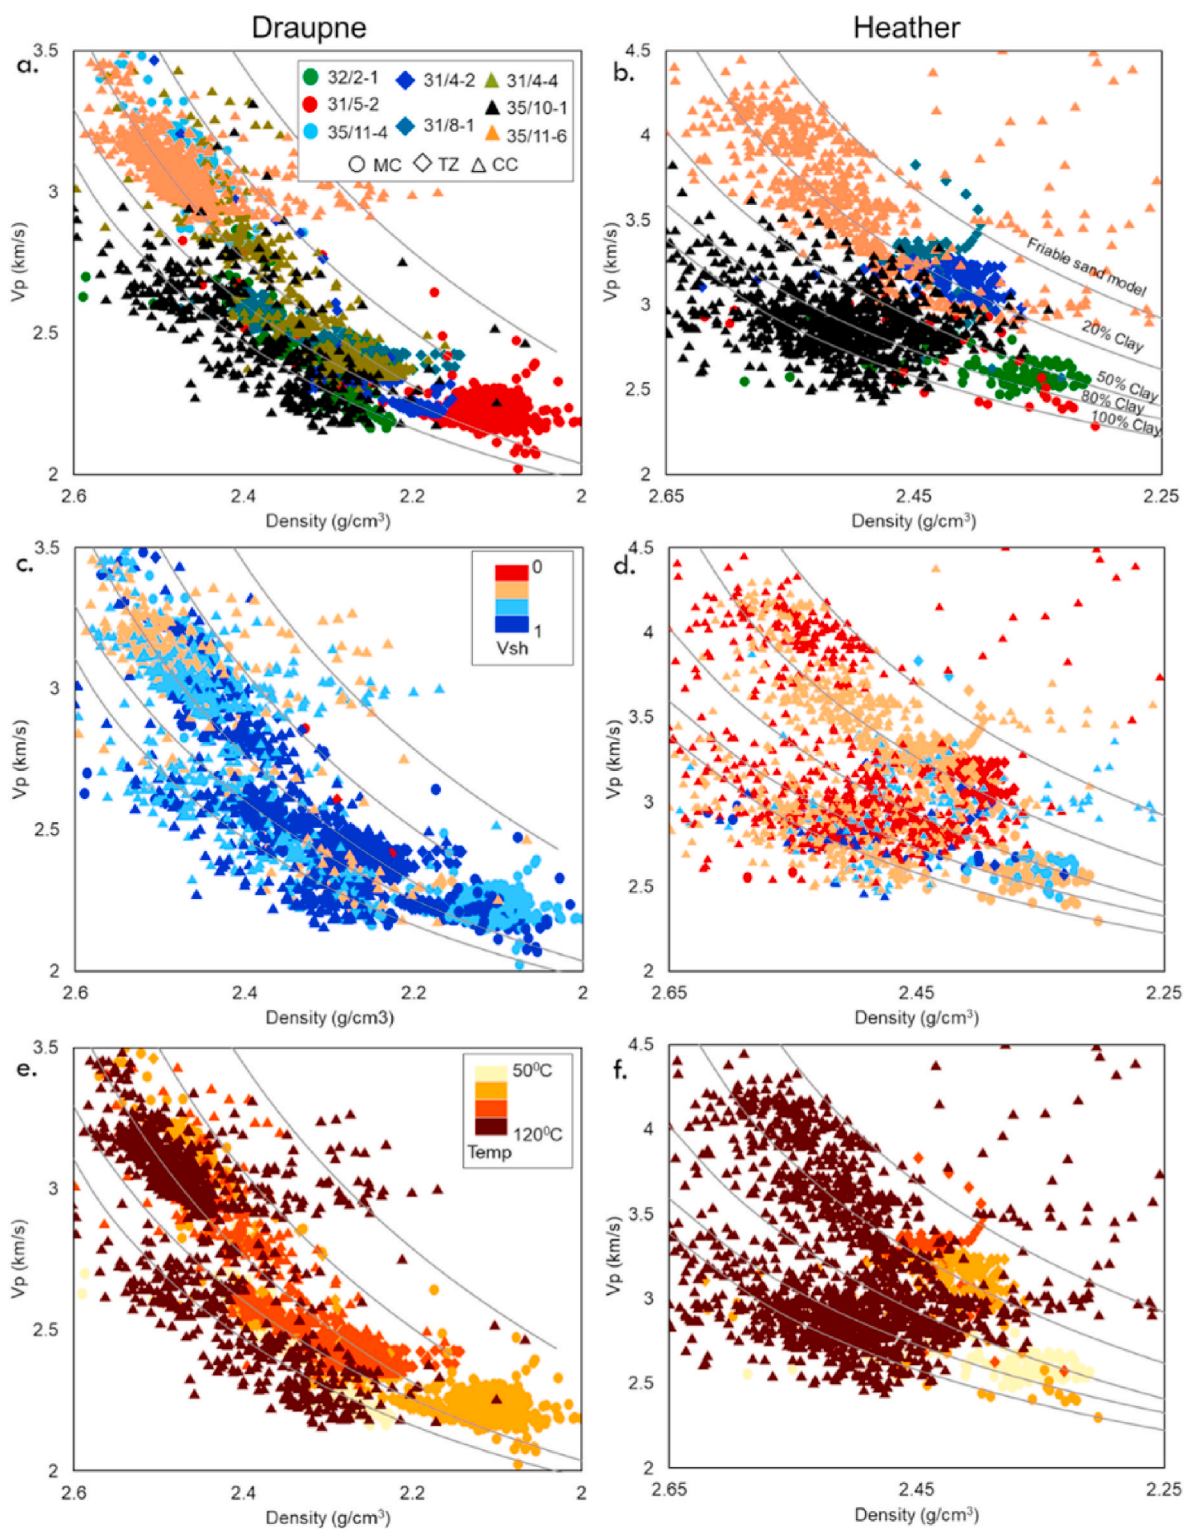 Draupne
Heather
a.
3.5
3
2.5
2
Vp (km/s)
32/2-1
31/4-2
31/4-4
31/5-2
35/10-1
35/11-4
31/8-1
35/11-6
MC
TZ
CC
2.6
2.4
2.2
2
Density (g/cm³)
b.
4.5
4
3.5
3
2.5
2
Vp (km/s)
Friable sand model
20% Clay
50% Clay
80% Clay
100% Clay
2.65
2.45
2.25
Density (g/cm³)
c.
3.5
3
2.5
2
Vp (km/s)
0
1
Vsh
2.6
2.4
2.2
2
Density (g/cm3)
d.
4.5
4
3.5
3
2.5
2
Vp (km/s)
2.65
2.45
2.25
Density (g/cm³)
e.
3.5
3
2.5
2
Vp (km/s)
50⁰C
120⁰C
Temp
2.6
2.4
2.2
2
Density (g/cm³)
f.
4.5
4
3.5
3
2.5
2
Vp (km/s)
2.65
2.45
2.25
Density (g/cm³)